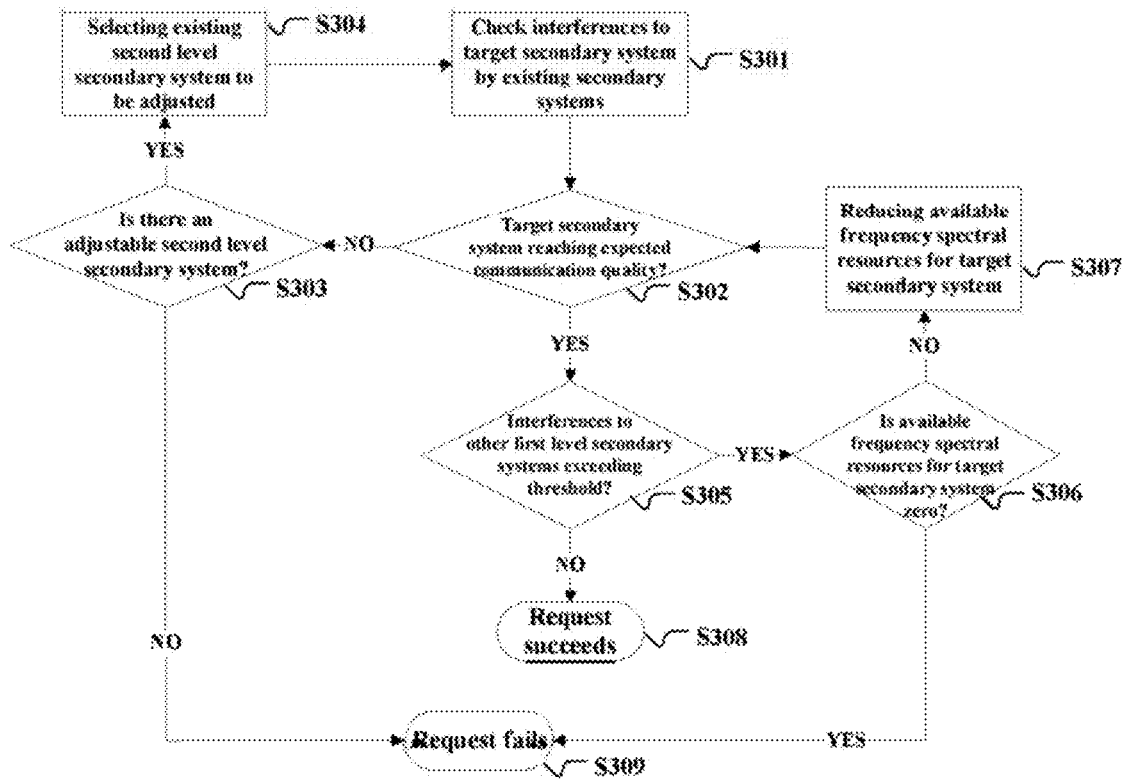 Selecting existing
second level
secondary system to
be adjusted
S304
Check interferences to
target secondary system
by existing secondary
systems
S301
YES
Is there an
adjustable second level
secondary system?
S303
NO
Target secondary
system reaching expected
communication quality?
S302
Reducing available
frequency spectral
resources for target
secondary system
S307
YES
NO
Interferences to
other first level secondary
systems exceeding
threshold?
S305
YES
Is available
frequency spectral
resources for target
secondary system
zero?
S306
NO
Request
succeeds
S308
NO
Request fails
S309
YES